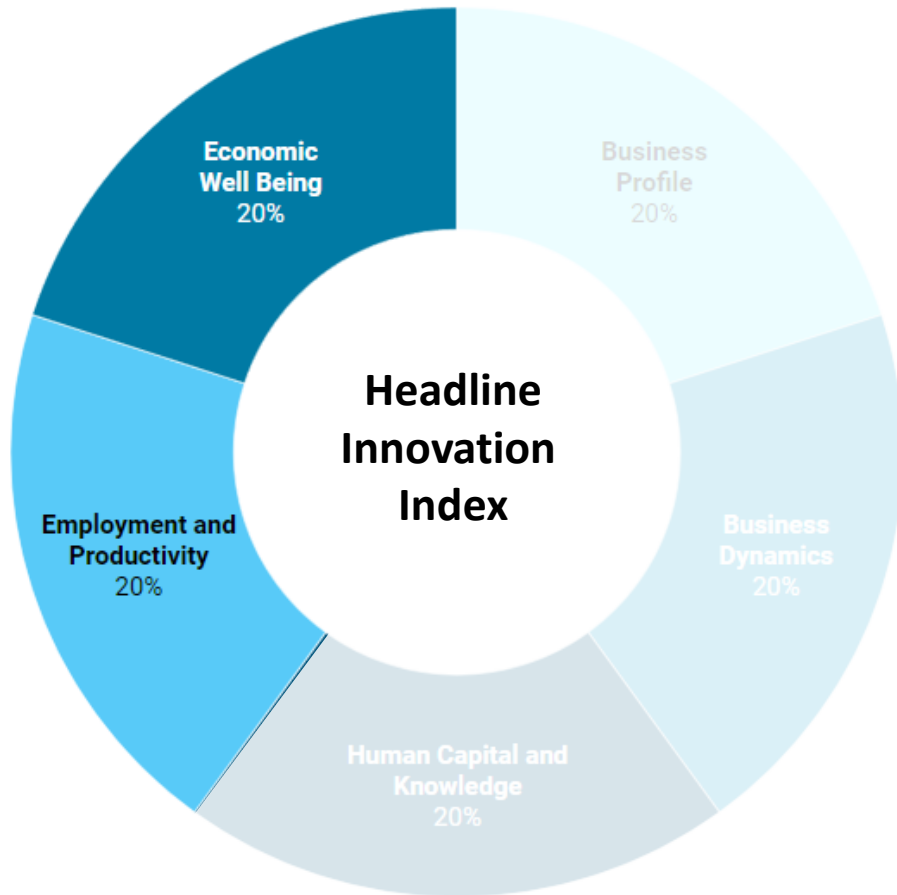 Economic
Well Being
20%
Business
Profile
20%
Headline
Innovation
Index
Employment and
Productivity
20%
Business
Dynamics
20%
Human Capital and
Knowledge
20%